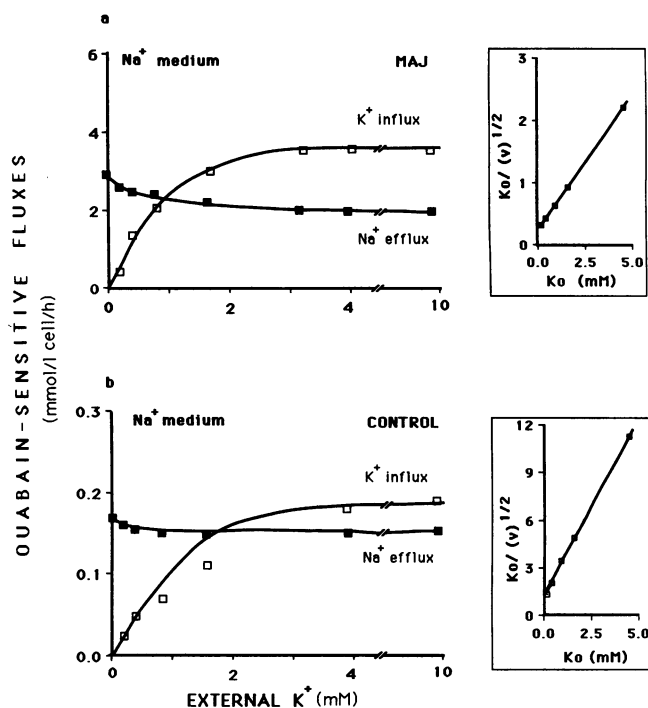 a
Na+ medium
MAJ
K+ influx
Na+ efflux
6
4
2
0
0
2
4
10
3
2
1
0
0.0
2.5
5.0
Ko/ (v) 1/2
Ko (mM)
b
Na+ medium
CONTROL
K+ influx
Na+ efflux
0.3
0.2
0.1
0.0
0
2
4
10
EXTERNAL K+ (mM)
12
9
6
3
0
0.0
2.5
5.0
Ko/ (v) 1/2
Ko (mM)
OUABAIN-SENSITIVE FLUXES
(mmol/l cell/h)